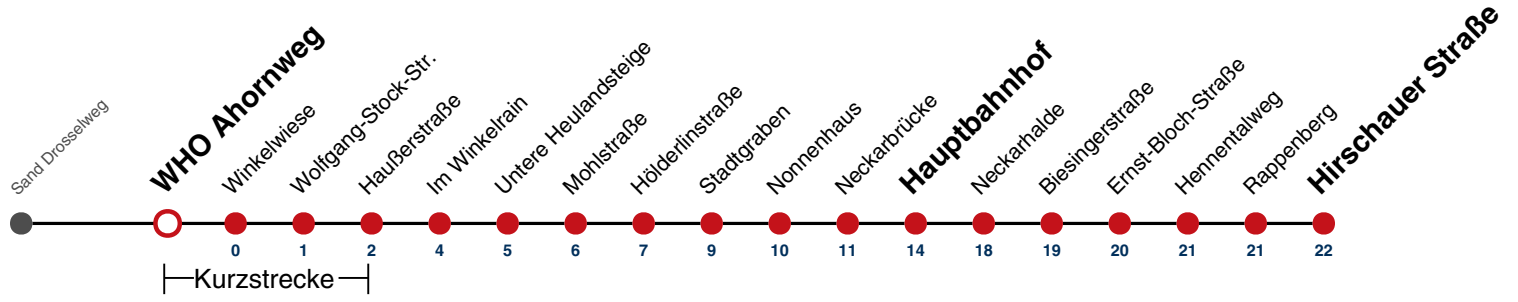 Sand Drosselweg
WHO Ahornweg
Winkelwiese
Wolfgang-Stock-Str.
Haußerstraße
Im Winkelrain
Untere Heulandsteige
Mohlstraße
Hölderlinstraße
Stadtgraben
Nonnenhaus
Neckarbrücke
Hauptbahnhof
Neckarhalde
Biesingerstraße
Ernst-Bloch-Straße
Hennentalweg
Rappenberg
Hirschauer Straße
0 1 2 4 5 6 7 9 10 11 14 18 19 20 21 21 22
Kurzstrecke